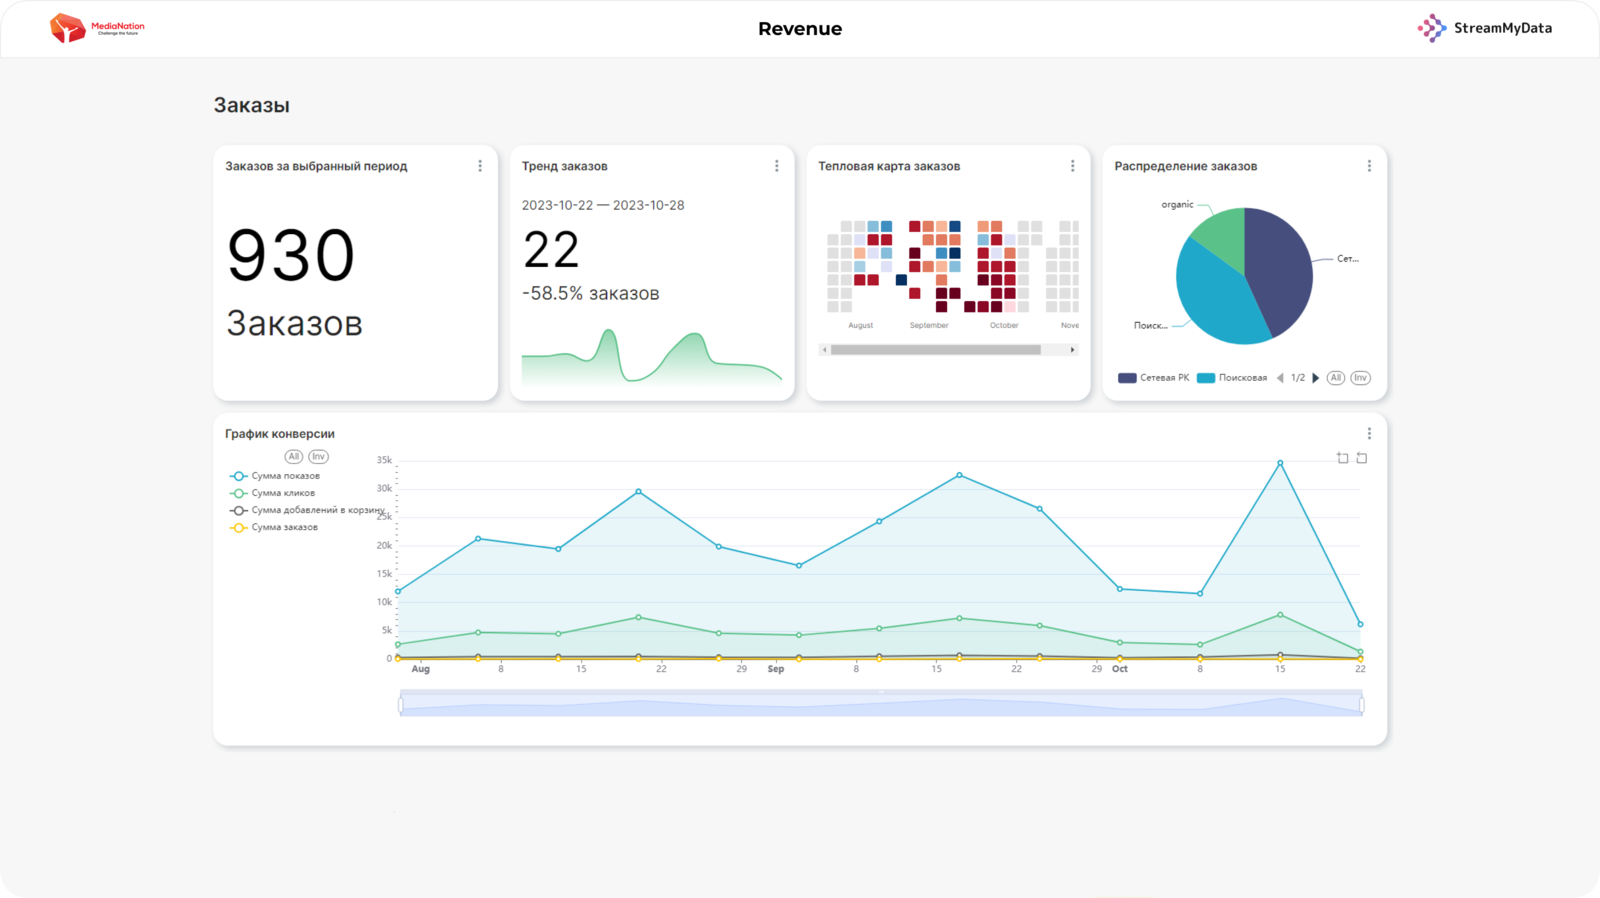 MediaNation
Challenge the future
Revenue
StreamMyData
Заказы
Заказов за выбранный период
930
Заказов
Тренд заказов
2023-10-22 — 2023-10-28
22
-58.5% заказов
Тепловая карта заказов
August September October Nove
Распределение заказов
organic
Сет...
Поиск...
Сетевая РК Поисковая 1/2 All Inv
График конверсии
All Inv
Сумма показов
Сумма кликов
Сумма добавлений в корзину
Сумма заказов
35k
30k
25k
20k
15k
10k
5k
0
Aug 8 15 22 29 Sep 8 15 22 29 Oct 8 15 22